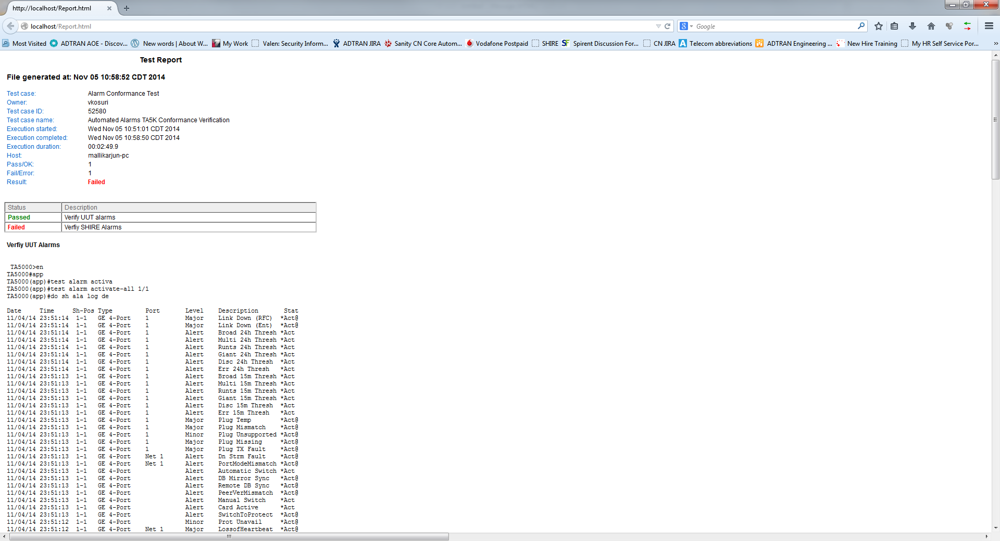 http://localhost/Report.html
localhost/Report.html
Google
Most Visited ADTRAN AOE - Discov... New words | About W... My Work Valen: Security Inform... ADTRAN JIRA Sanity CN Core Autom... Vodafone Postpaid SHIRE Spirent Discussion For... CN JIRA Telecom abbreviations ADTRAN Engineering ... New Hire Training My HR Self Service Por... »
Test Report
File generated at: Nov 05 10:58:52 CDT 2014
Test case: Alarm Conformance Test
Owner: vkosuri
Test case ID: 52580
Test case name: Automated Alarms TA5K Conformance Verification
Execution started: Wed Nov 05 10:51:01 CDT 2014
Execution completed: Wed Nov 05 10:58:50 CDT 2014
Execution duration: 00:02:49.9
Host: mallikarjun-pc
Pass/OK: 1
Fail/Error: 1
Result: Failed
Status Description
Passed Verify UUT alarms
Failed Verfiy SHIRE Alarms
Verfiy UUT Alarms
TA5000>en
TA5000#app
TA5000(app)#test alarm activa
TA5000(app)#test alarm activate-all 1/1
TA5000(app)#do sh ala log de
Date Time Sh-Pos Type Port Level Description Stat
11/04/14 23:51:14 1-1 GE 4-Port 1 Major Link Down (RFC) *Act@
11/04/14 23:51:14 1-1 GE 4-Port 1 Major Link Down (Ent) *Act@
11/04/14 23:51:14 1-1 GE 4-Port 1 Alert Broad 24h Thresh *Act
11/04/14 23:51:14 1-1 GE 4-Port 1 Alert Multi 24h Thresh *Act
11/04/14 23:51:14 1-1 GE 4-Port 1 Alert Runts 24h Thresh *Act
11/04/14 23:51:14 1-1 GE 4-Port 1 Alert Giant 24h Thresh *Act
11/04/14 23:51:14 1-1 GE 4-Port 1 Alert Disc 24h Thresh *Act
11/04/14 23:51:14 1-1 GE 4-Port 1 Alert Err 24h Thresh *Act
11/04/14 23:51:13 1-1 GE 4-Port 1 Alert Broad 15m Thresh *Act
11/04/14 23:51:13 1-1 GE 4-Port 1 Alert Multi 15m Thresh *Act
11/04/14 23:51:13 1-1 GE 4-Port 1 Alert Runts 15m Thresh *Act
11/04/14 23:51:13 1-1 GE 4-Port 1 Alert Giant 15m Thresh *Act
11/04/14 23:51:13 1-1 GE 4-Port 1 Alert Disc 15m Thresh *Act
11/04/14 23:51:13 1-1 GE 4-Port 1 Alert Err 15m Thresh *Act
11/04/14 23:51:13 1-1 GE 4-Port 1 Major Plug Temp *Act@
11/04/14 23:51:13 1-1 GE 4-Port 1 Major Plug Mismatch *Act@
11/04/14 23:51:13 1-1 GE 4-Port 1 Minor Plug Unsupported *Act@
11/04/14 23:51:13 1-1 GE 4-Port 1 Major Plug Missing *Act@
11/04/14 23:51:13 1-1 GE 4-Port 1 Major Plug TX Fault *Act@
11/04/14 23:51:13 1-1 GE 4-Port Net 1 Alert Dn Strm Fault *Act@
11/04/14 23:51:13 1-1 GE 4-Port Net 1 Alert PortModeMismatch *Act@
11/04/14 23:51:13 1-1 GE 4-Port Alert Automatic Switch *Act
11/04/14 23:51:13 1-1 GE 4-Port Alert DB Mirror Sync *Act@
11/04/14 23:51:13 1-1 GE 4-Port Alert Remote DB Sync *Act@
11/04/14 23:51:13 1-1 GE 4-Port Alert PeerVerMismatch *Act@
11/04/14 23:51:13 1-1 GE 4-Port Alert Manual Switch *Act
11/04/14 23:51:13 1-1 GE 4-Port Alert Card Active *Act@
11/04/14 23:51:13 1-1 GE 4-Port Alert SwitchToProtect *Act@
11/04/14 23:51:12 1-1 GE 4-Port Minor Prot Unavail *Act@
11/04/14 23:51:12 1-1 GE 4-Port Net 1 Major LossofHeartbeat *Act@